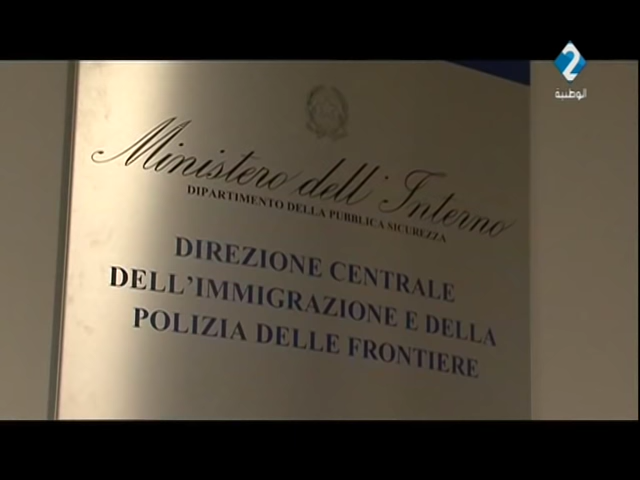 2
الوطنية
Ministero dell'Interno
DIPARTIMENTO DELLA PUBBLICA SICUREZZA
DIREZIONE CENTRALE
DELL'IMMIGRAZIONE E DELLA
POLIZIA DELLE FRONTIERE